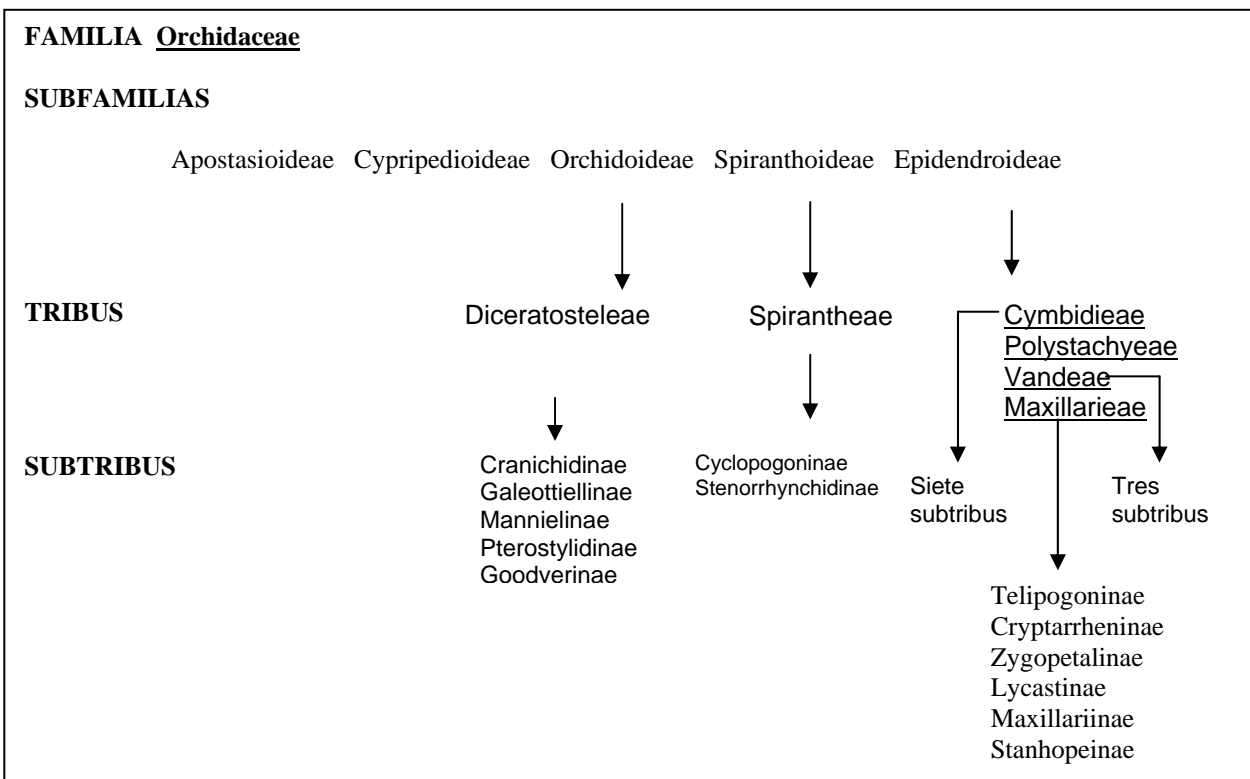 FAMILIA Orchidaceae
SUBFAMILIAS
Apostasioideae Cypripedioideae Orchidoideae Spiranthoideae Epidendroideae
TRIBUS
Diceratosteleae
Spirantheae
Cymbidieae
Polystachyeae
Vandeae
Maxillarieae
SUBTRIBUS
Cranichidinae
Galeottiellinae
Mannielinae
Pterostylidinae
Goodverinae
Cyclopogoninae
Stenorrhynchidinae
Siete
subtribus
Tres
subtribus
Telipogoninae
Cryptarrheninae
Zygopetalinae
Lycastinae
Maxillariinae
Stanhopeinae